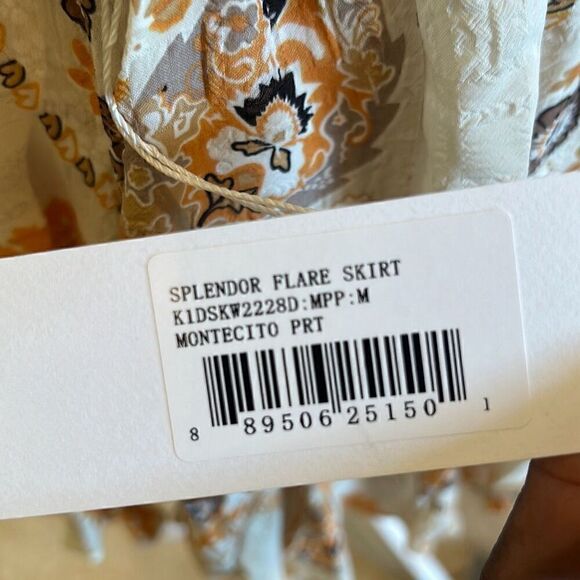 SPLENDOR FLARE SKIRT
K1DSKW2228D:MPP:M
MONTECITO PRT
8 89506 25150 1